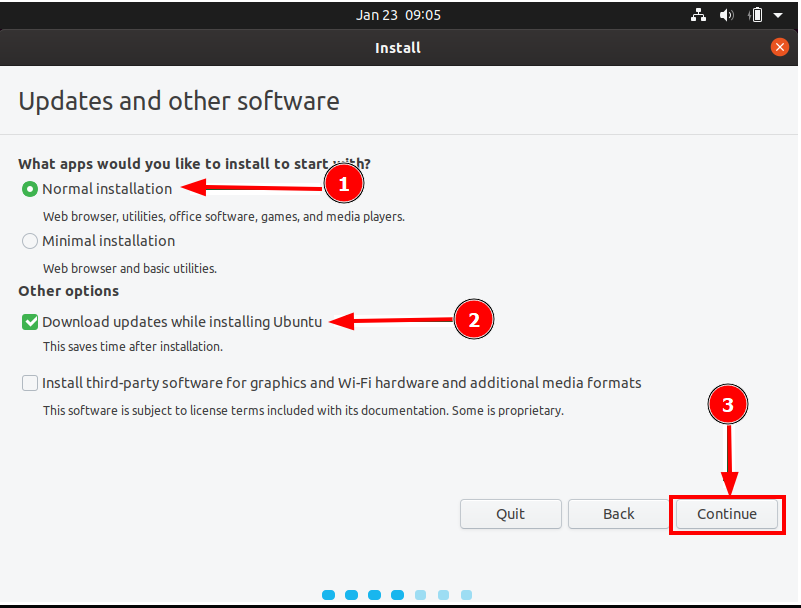 Jan 23 09:05
Install
Updates and other software
What apps would you like to install to start with?
Normal installation
1
Web browser, utilities, office software, games, and media players.
Minimal installation
Web browser and basic utilities.
Other options
Download updates while installing Ubuntu
2
This saves time after installation.
Install third-party software for graphics and Wi-Fi hardware and additional media formats
This software is subject to license terms included with its documentation. Some is proprietary.
3
Quit Back Continue